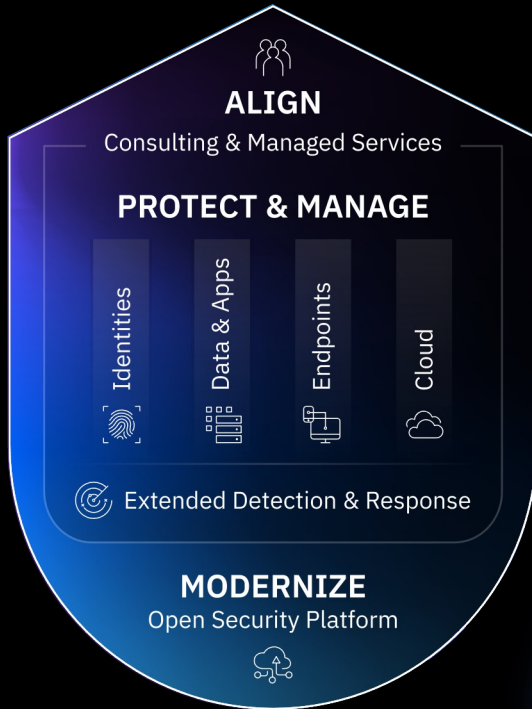 ALIGN
Consulting & Managed Services
PROTECT & MANAGE
Identities
Data & Apps
Endpoints
Cloud
Extended Detection & Response
MODERNIZE
Open Security Platform